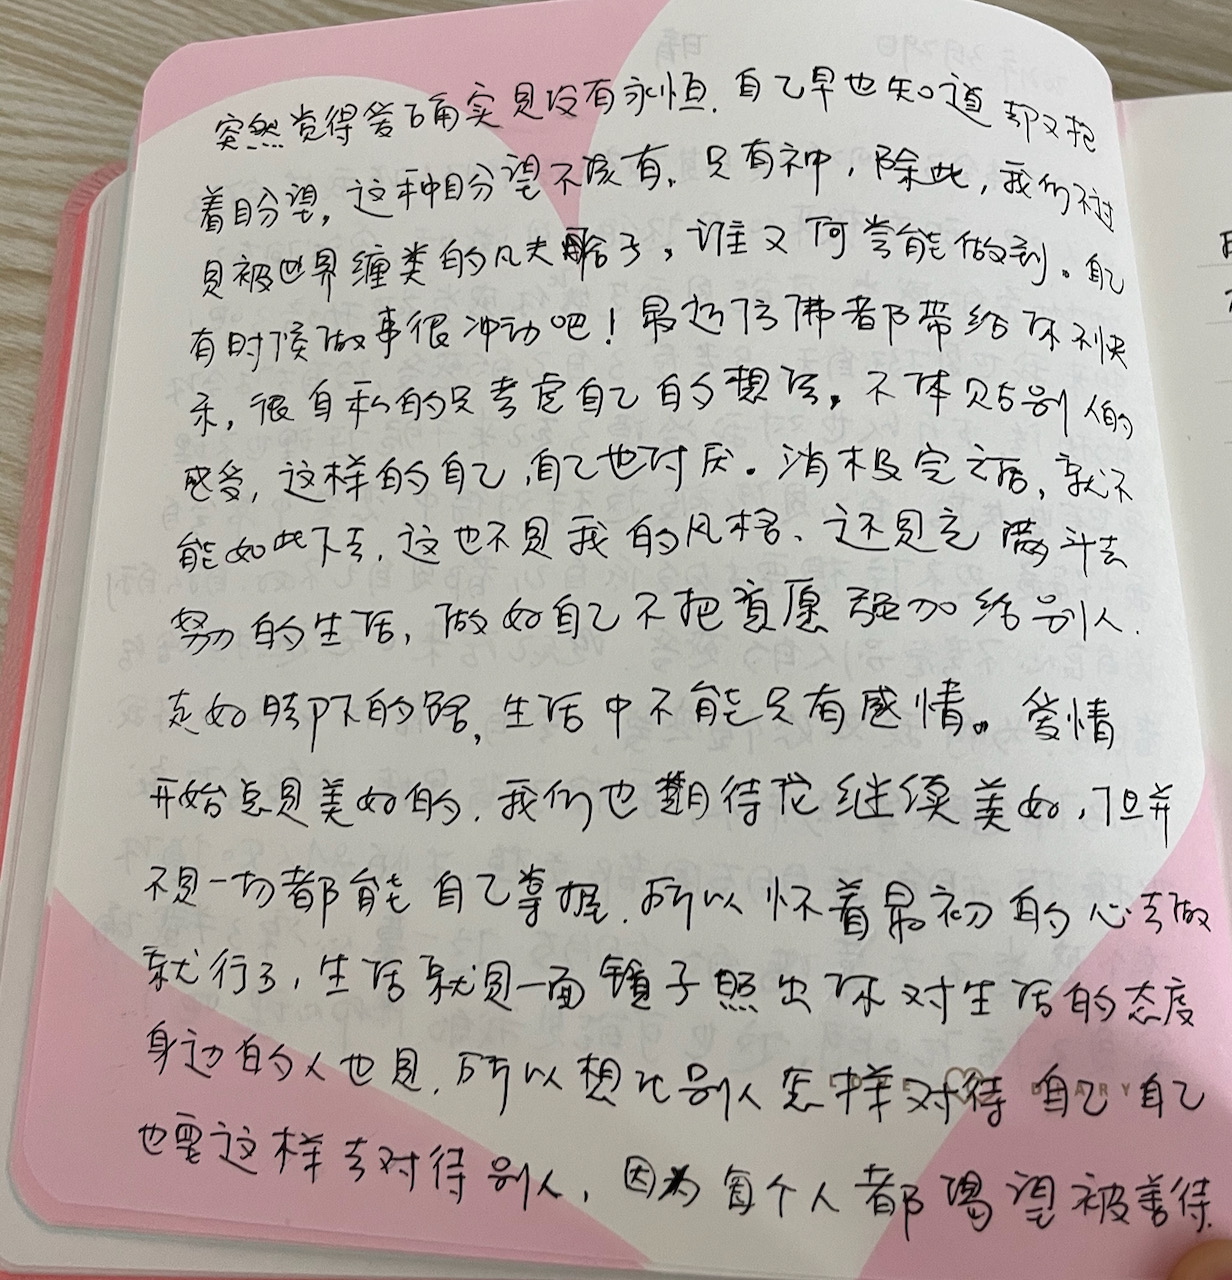 突然觉得爱确实是没有永恒.自己早也知道却又抱
着盼望,这种盼望不该有。只有神,除此,我们不过
是被世界缠类的凡夫俗子,谁又何尝能做到。自己
有时候做事很冲动吧!最近仿佛都带给你不快
乐,很自私的只考虑自己的想法,不体贴别人的
感受,这样的自己,自己也讨厌。消极完之后,就不
能如此下去,这也不是我的风格、还是充满斗去
努力的生活,做好自己不把意愿强加给别人.
走好脚下的路,生活中不能只有感情。爱情
开始总是美好的.我们也期待花继续美好,但并
不是一切都能自己掌握.所以怀着最初的心去做
就行了,生活就是一面镜子照出你对生活的态度
身边的人也是.所以想让别人怎样对待自己自己
也要这样去对待别人,因为每个人都渴望被善待.